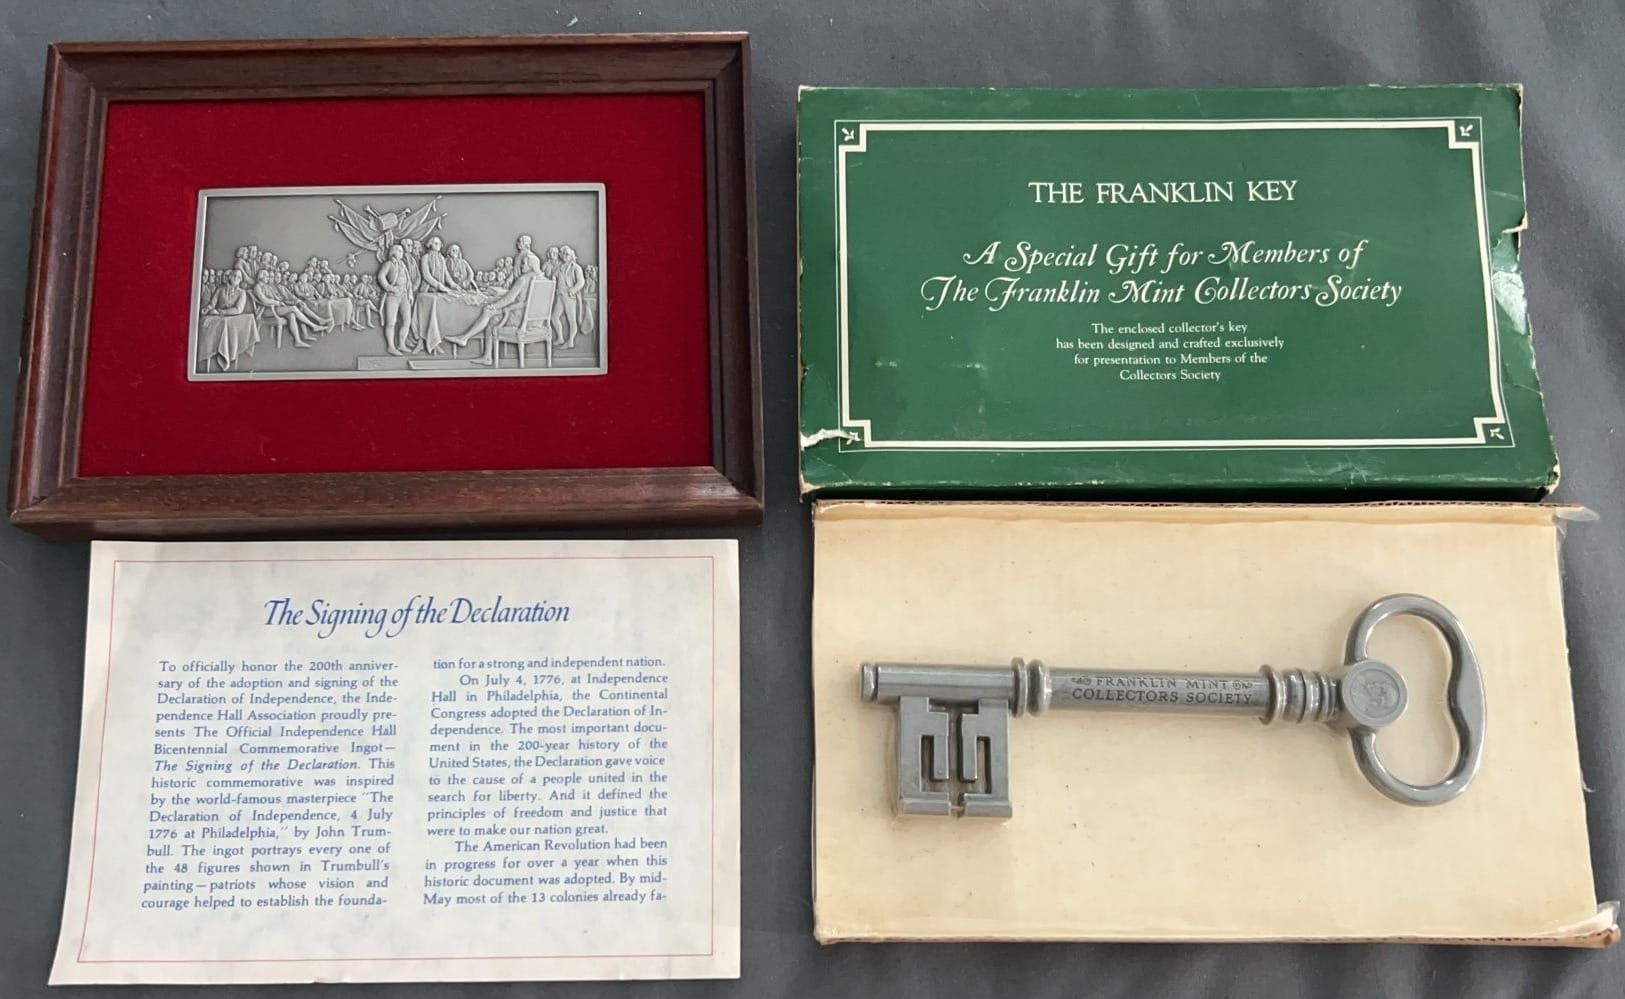 THE FRANKLIN KEY
A Special Gift for Members of
The Franklin Mint Collectors Society
The enclosed collector's key
has been designed and crafted exclusively
for presentation to Members of the
Collectors Society
FRANKLIN MINT
COLLECTORS SOCIETY
The Signing of the Declaration
To officially honor the 200th anniver-
sary of the adoption and signing of the
Declaration of Independence, the Inde-
pendence Hall Association proudly pre-
sents The Official Independence Hall
Bicentennial Commemorative Ingot—
The Signing of the Declaration. This
historic commemorative was inspired
by the world-famous masterpiece "The
Declaration of Independence, 4 July
1776 at Philadelphia," by John Trum-
bull. The ingot portrays every one of
the 48 figures shown in Trumbull's
painting—patriots whose vision and
courage helped to establish the founda-
tion for a strong and independent nation.
On July 4, 1776, at Independence
Hall in Philadelphia, the Continental
Congress adopted the Declaration of In-
dependence. The most important docu-
ment in the 200-year history of the
United States, the Declaration gave voice
to the cause of a people united in the
search for liberty. And it defined the
principles of freedom and justice that
were to make our nation great.
The American Revolution had been
in progress for over a year when this
historic document was adopted. By mid-
May most of the 13 colonies already fa-